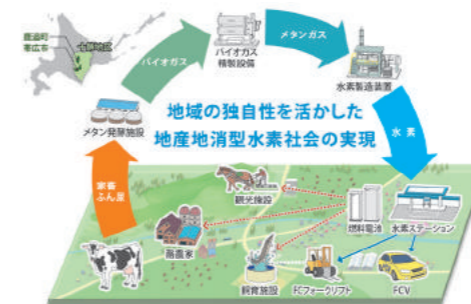 鹿追町
帯広市
十勝地区
バイオガス
バイオガス
精製設備
メタンガス
水素製造装置
メタン発酵施設
地域の独自性を活かした
地産地消型水素社会の実現
水素
家畜
ふん尿
観光施設
酪農家
燃料電池
水素ステーション
飼育施設
FCフォークリフト
FCV